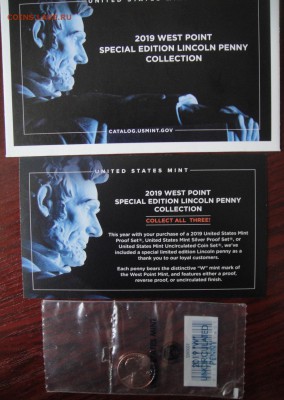 UNITED STATES MINT
2019 WEST POINT
SPECIAL EDITION LINCOLN PENNY
COLLECTION
CATALOG.USMINT.GOV
UNITED STATES MINT
2019 WEST POINT
SPECIAL EDITION LINCOLN PENNY
COLLECTION
COLLECT ALL THREE!
This year with your purchase of a 2019 United States Mint
Proof Set®, United States Mint Silver Proof Set®, or
United States Mint Uncirculated Coin Set®, we've
included a special limited edition Lincoln penny as a
thank you to our loyal customers.
Each penny bears the distinctive "W" mint mark of
the West Point Mint, and features either a proof,
reverse proof, or uncirculated finish.